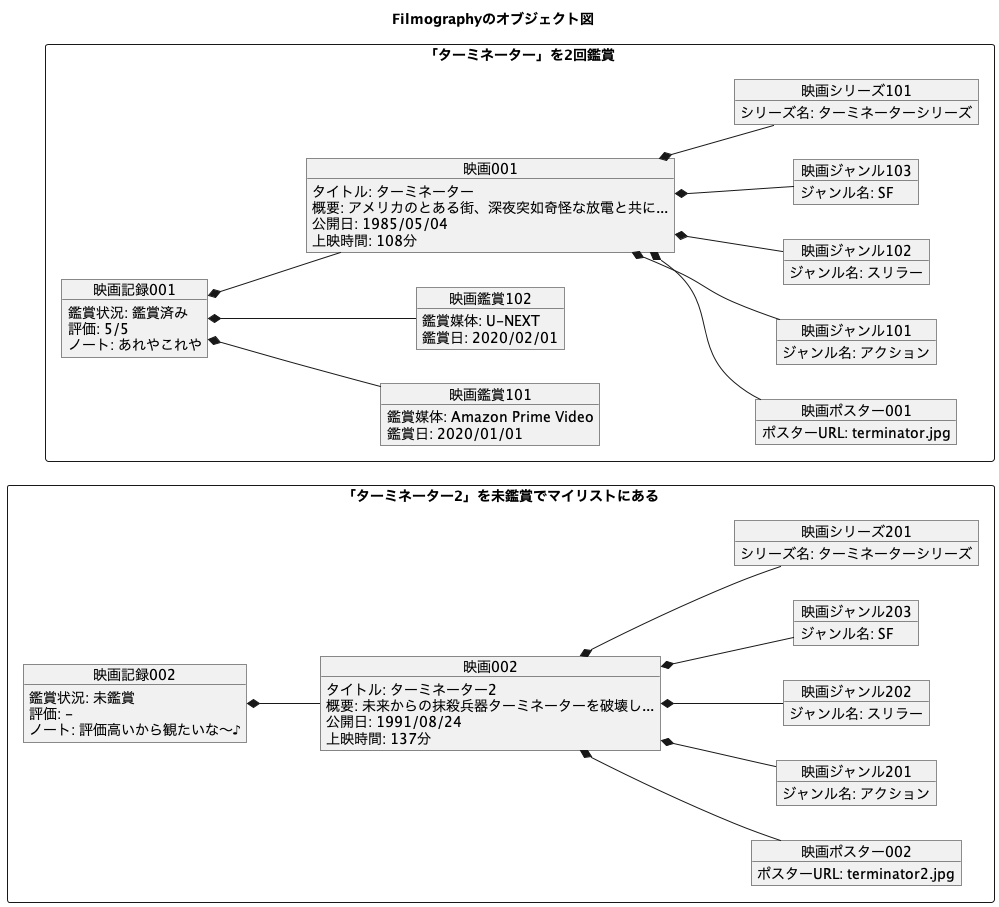 Filmographyのオブジェクト図
「ターミネーター」を2回鑑賞
映画シリーズ101
シリーズ名: ターミネーターシリーズ
映画001
タイトル: ターミネーター
概要: アメリカのとある街、深夜突如奇怪な放電と共に...
公開日: 1985/05/04
上映時間: 108分
映画ジャンル103
ジャンル名: SF
映画ジャンル102
ジャンル名: スリラー
映画記録001
鑑賞状況: 鑑賞済み
評価: 5/5
ノート: あれやこれや
映画鑑賞102
鑑賞媒体: U-NEXT
鑑賞日: 2020/02/01
映画ジャンル101
ジャンル名: アクション
映画鑑賞101
鑑賞媒体: Amazon Prime Video
鑑賞日: 2020/01/01
映画ポスター001
ポスターURL: terminator.jpg
「ターミネーター2」を未鑑賞でマイリストにある
映画シリーズ201
シリーズ名: ターミネーターシリーズ
映画ジャンル203
ジャンル名: SF
映画記録002
鑑賞状況: 未鑑賞
評価: -
ノート: 評価高いから観たいな〜♪
映画002
タイトル: ターミネーター2
概要: 未来からの抹殺兵器ターミネーターを破壊し...
公開日: 1991/08/24
上映時間: 137分
映画ジャンル202
ジャンル名: スリラー
映画ジャンル201
ジャンル名: アクション
映画ポスター002
ポスターURL: terminator2.jpg